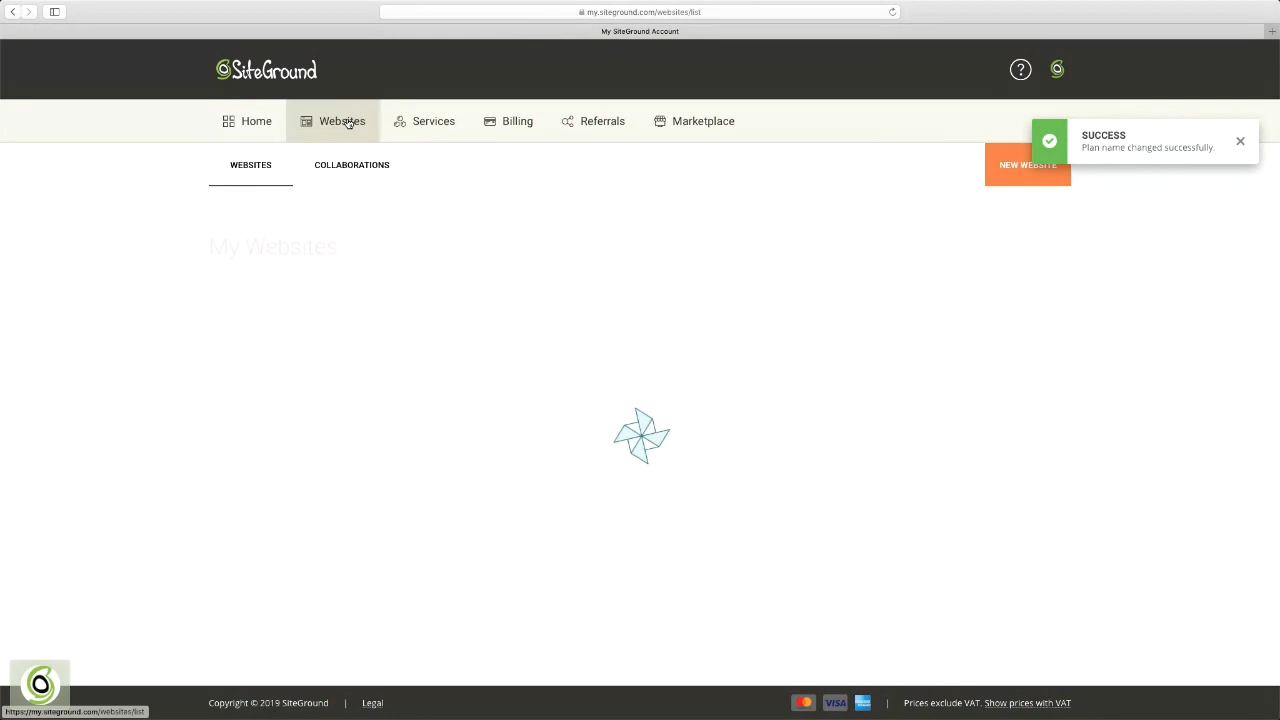 my.siteground.com/websites/list
My SiteGround Account
SiteGround
?
Home
Websites
Services
Billing
Referrals
Marketplace
SUCCESS
Plan name changed successfully.
WEBSITES
COLLABORATIONS
NEW WEBSITE
My Websites
Copyright © 2019 SiteGround | Legal
VISA
Prices exclude VAT. Show prices with VAT
https://my.siteground.com/websites/list